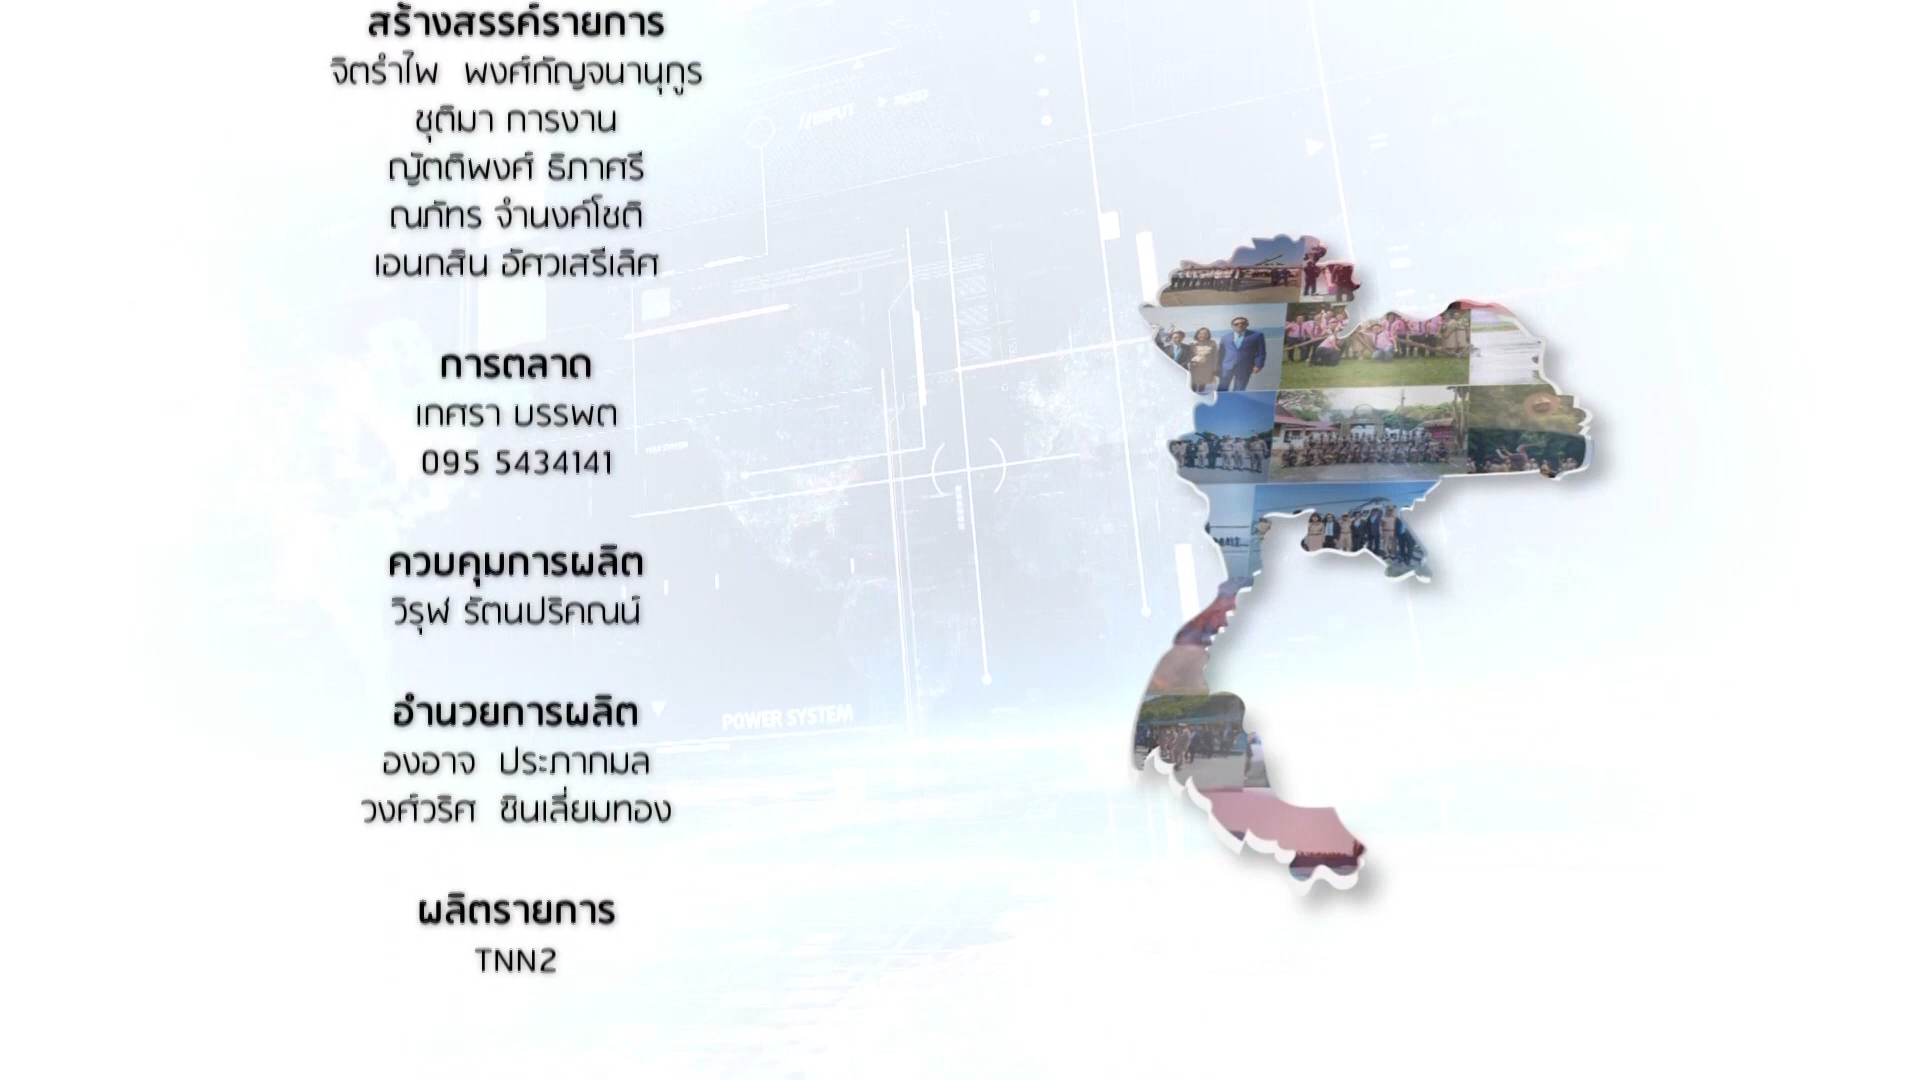 สร้างสรรค์รายการ
จิตรำไพ พงศ์กัญจนานุกูร
ชุติมา การงาน
ญัตติพงศ์ ธิภาศรี
ณภัทร จำนงค์โชติ
เอนกสิน อัศวเสรีเลิศ
การตลาด
เกศรา บรรพต
095 5434141
ควบคุมการผลิต
วิรุฬ รัตนปริคณน์
อำนวยการผลิต
องอาจ ประภากมล
วงศ์วริศ ชินเลี่ยมทอง
ผลิตรายการ
TNN2
//INPUT
POWER SYSTEM